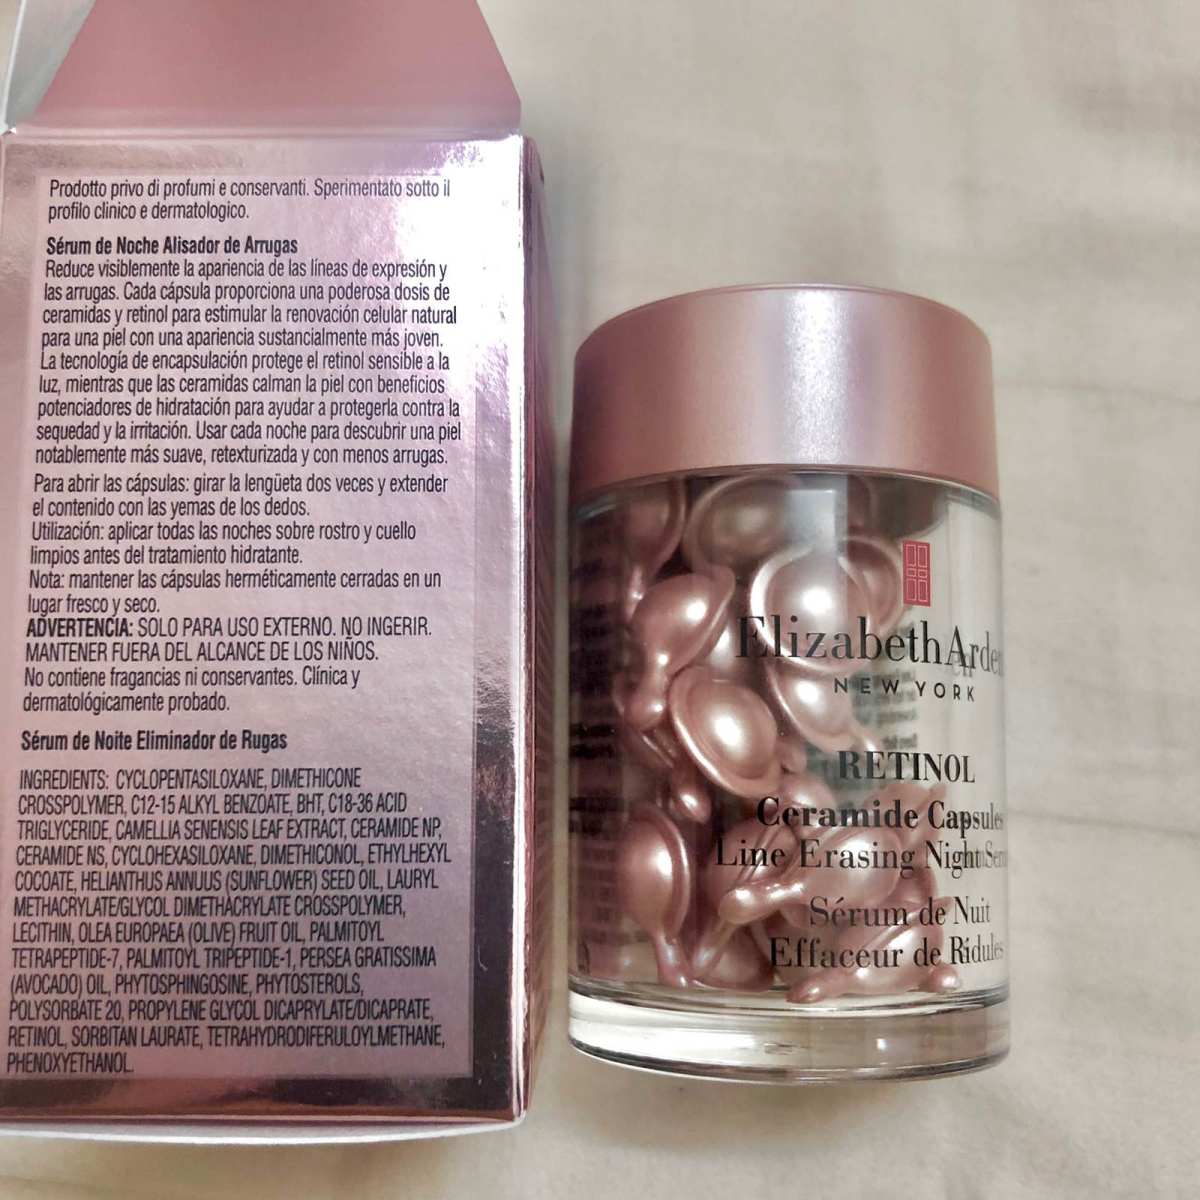 Prodotto privo di profumi e conservanti. Sperimentato sotto il
profilo clinico e dermatologico.
Sérum de Noche Alisador de Arrugas
Reduce visiblemente la apariencia de las líneas de expresión y
las arrugas. Cada cápsula proporciona una poderosa dosis de
ceramidas y retinol para estimular la renovación celular natural
para una piel con una apariencia sustancialmente más joven.
La tecnología de encapsulación protege el retinol sensible a la
luz, mientras que las ceramidas calman la piel con beneficios
potenciadores de hidratación para ayudar a protegerla contra la
sequedad y la irritación. Usar cada noche para descubrir una piel
notablemente más suave, retexturizada y con menos arrugas.
Para abrir las cápsulas: girar la lengüeta dos veces y extender
el contenido con las yemas de los dedos.
Utilización: aplicar todas las noches sobre rostro y cuello
limpios antes del tratamiento hidratante.
Nota: mantener las cápsulas herméticamente cerradas en un
lugar fresco y seco.
ADVERTENCIA: SOLO PARA USO EXTERNO. NO INGERIR.
MANTENER FUERA DEL ALCANCE DE LOS NIÑOS.
No contiene fragancias ni conservantes. Clínica y
dermatológicamente probado.
Sérum de Noite Eliminador de Rugas
INGREDIENTS: CYCLOPENTASILOXANE, DIMETHICONE
CROSSPOLYMER, C12-15 ALKYL BENZOATE, BHT, C18-36 ACID
TRIGLYCERIDE, CAMELLIA SENENSIS LEAF EXTRACT, CERAMIDE NP,
CERAMIDE NS, CYCLOHEXASILOXANE, DIMETHICONOL, ETHYLHEXYL
COCOATE, HELIANTHUS ANNUUS (SUNFLOWER) SEED OIL, LAURYL
METHACRYLATE/GLYCOL DIMETHACRYLATE CROSSPOLYMER,
LECITHIN, OLEA EUROPAEA (OLIVE) FRUIT OIL, PALMITOYL
TETRAPEPTIDE-7, PALMITOYL TRIPEPTIDE-1, PERSEA GRATISSIMA
(AVOCADO) OIL, PHYTOSPHINGOSINE, PHYTOSTEROLS,
POLYSORBATE 20, PROPYLENE GLYCOL DICAPRYLATE/DICAPRATE,
RETINOL, SORBITAN LAURATE, TETRAHYDRODIFERULOYLMETHANE,
PHENOXYETHANOL.
Elizabeth Arden
NEW YORK
RETINOL
Ceramide Capsules
Line Erasing Night Serum
Sérum de Nuit
Effaceur de Ridules